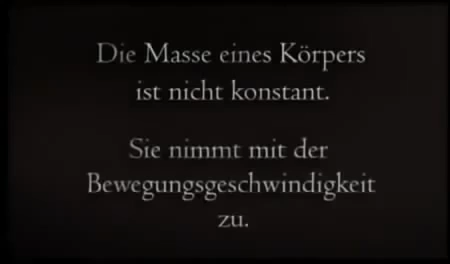 Die Masse eines Körpers
ist nicht konstant.
Sie nimmt mit der
Bewegungsgeschwindigkeit
zu.